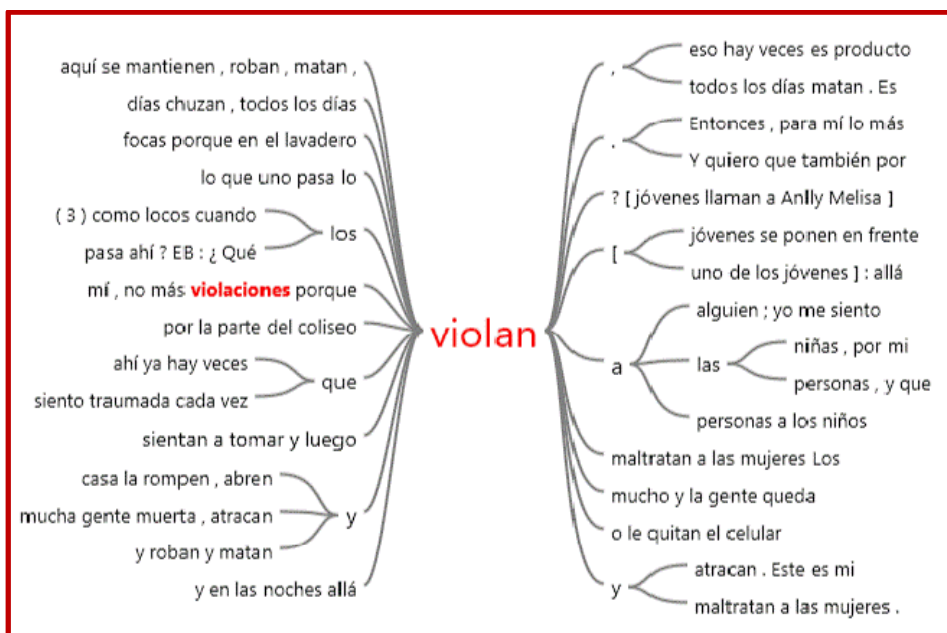 aquí se mantienen , roban , matan ,
días chuzan , todos los días
focas porque en el lavadero
lo que uno pasa lo
( 3 ) como locos cuando
pasa ahí ? EB : ¿ Qué
los
mí , no más violaciones porque
por la parte del coliseo
ahí ya hay veces
siento traumada cada vez
que
sientan a tomar y luego
casa la rompen , abren
mucha gente muerta , atracan
y roban y matan
y
y en las noches allá
violan
,
eso hay veces es producto
todos los días matan . Es
.
Entonces , para mí lo más
Y quiero que también por
? [ jóvenes llaman a Anlly Melisa ]
[
jóvenes se ponen en frente
uno de los jóvenes ] : allá
a
alguien ; yo me siento
las
niñas , por mi
personas , y que
personas a los niños
maltratan a las mujeres Los
mucho y la gente queda
o le quitan el celular
y
atracan . Este es mi
maltratan a las mujeres .